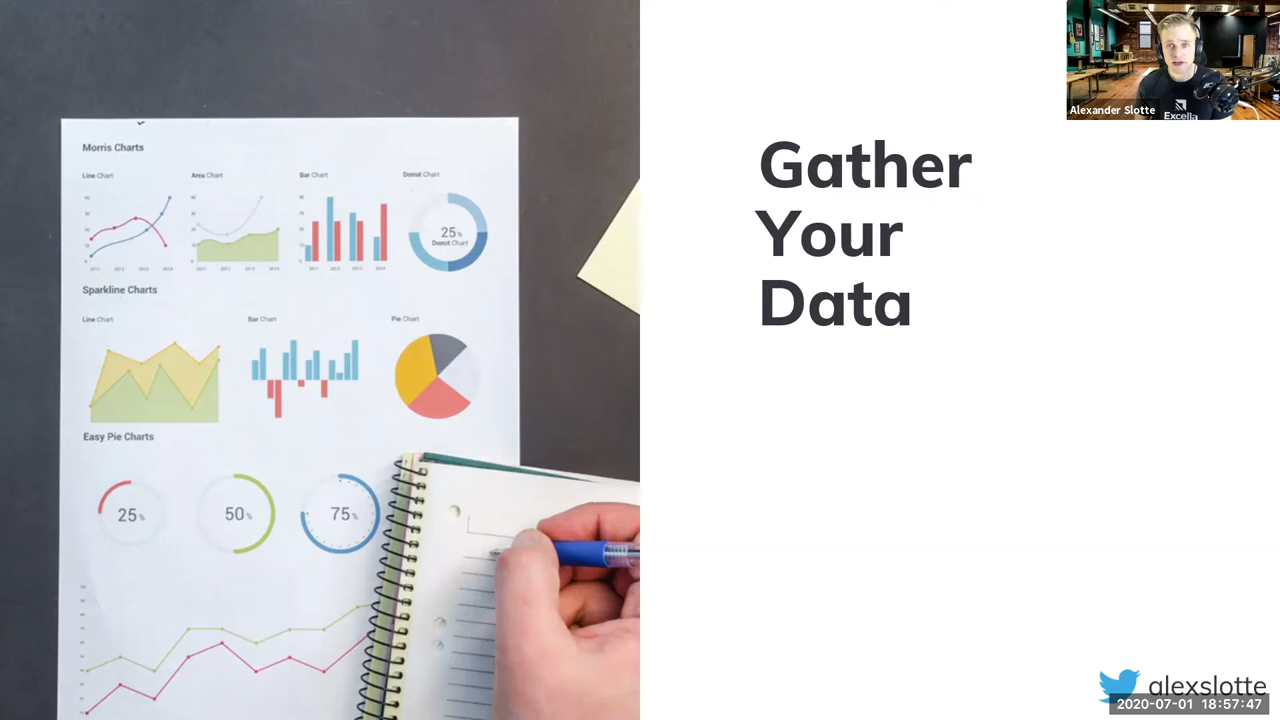 Morris Charts
Line Chart
Area Chart
Bar Chart
Donut Chart
25%
Donut Chart
Sparkline Charts
Line Chart
Bar Chart
Pie Chart
Easy Pie Charts
25%
50%
75%
Gather
Your
Data
Alexander Slotte
Excella
alexslotte
2020-07-01 18:57:47